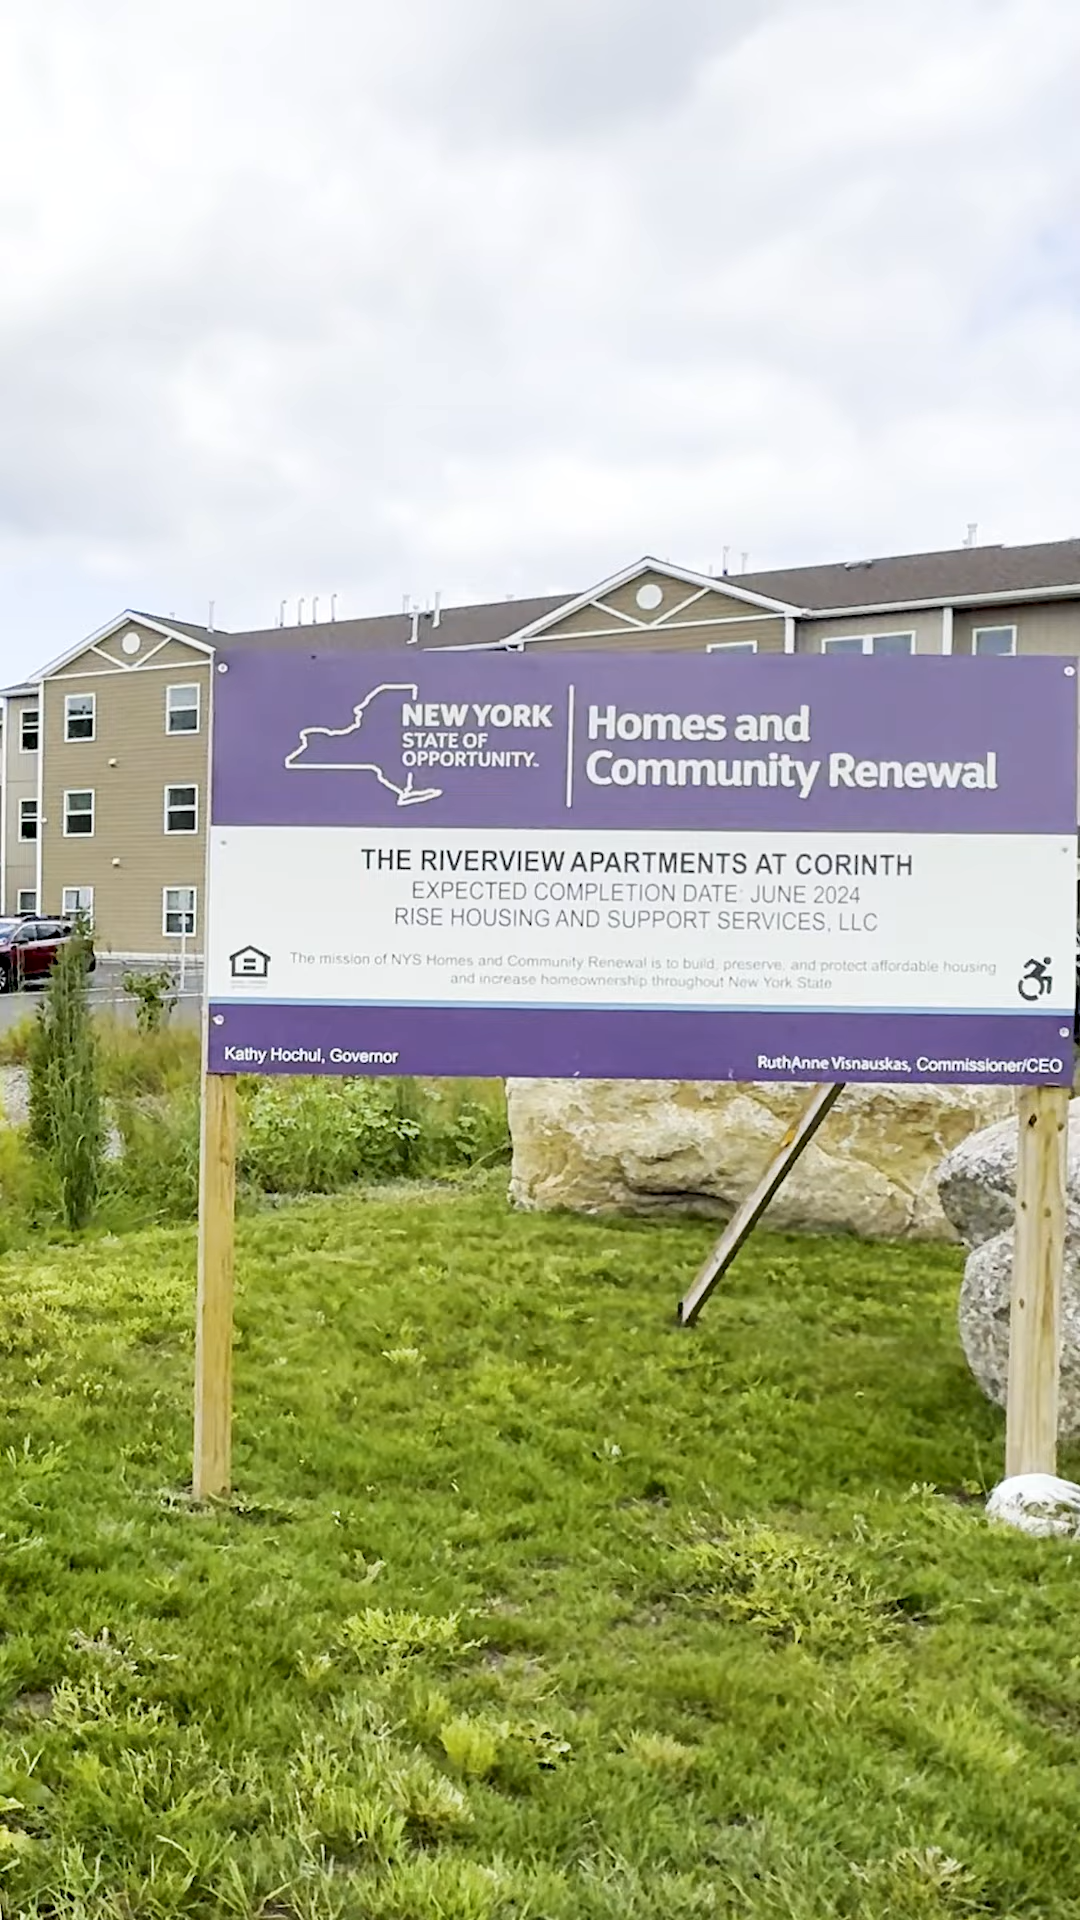 NEW YORK
STATE OF
OPPORTUNITY™
Homes and
Community Renewal
THE RIVERVIEW APARTMENTS AT CORINTH
EXPECTED COMPLETION DATE: JUNE 2024
RISE HOUSING AND SUPPORT SERVICES, LLC
The mission of NYS Homes and Community Renewal is to build, preserve, and protect affordable housing
and increase homeownership throughout New York State
Kathy Hochul, Governor
RuthAnne Visnauskas, Commissioner/CEO